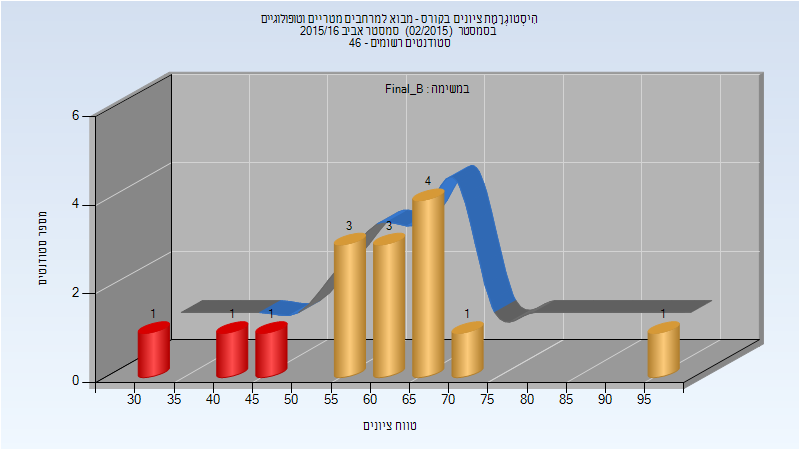 הִיסְטוֹגְרָמַת ציונים בקורס - מבוא למרחבים מטריים וטופולוגיים
בסמסטר (02/2015) סמסטר אביב 2015/16
סטודנטים רשומים - 46
במשימה : Final_B
מספר סטודנטים
6
4
2
0
1
1
1
3
3
4
1
1
30 35 40 45 50 55 60 65 70 75 80 85 90 95
טווח ציונים